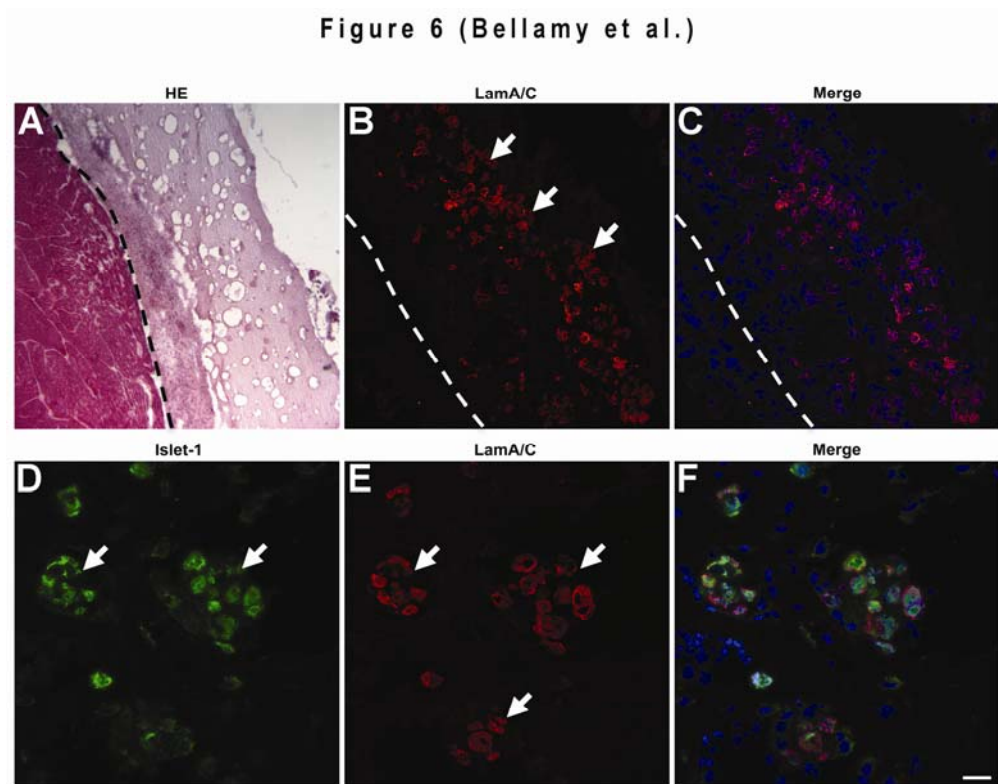 Figure 6 (Bellamy et al.)
HE LamA/C Merge
A B C
Islet-1 LamA/C Merge
D E F